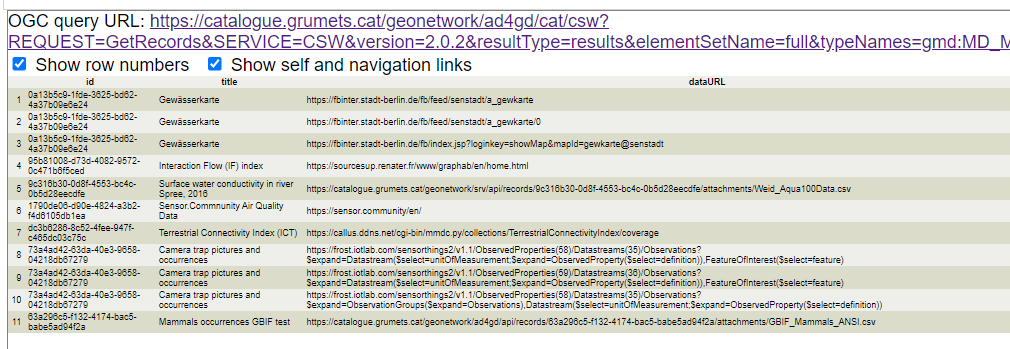 OGC query URL: https://catalogue.grumets.cat/geonetwork/ad4gd/cat/csw?
REQUEST=GetRecords&SERVICE=CSW&version=2.0.2&resultType=results&elementSetName=full&typeNames=gmd:MD_M
Show row numbers Show self and navigation links
id title dataURL
1 0a13b5c9-1fde-3625-bd62-
4a37b09e6e24 Gewässerkarte https://fbinter.stadt-berlin.de/fb/feed/senstadt/a_gewkarte
2 0a13b5c9-1fde-3625-bd62-
4a37b09e6e24 Gewässerkarte https://fbinter.stadt-berlin.de/fb/feed/senstadt/a_gewkarte/0
3 0a13b5c9-1fde-3625-bd62-
4a37b09e6e24 Gewässerkarte https://fbinter.stadt-berlin.de/fb/index.jsp?loginkey=showMap&mapId=gewkarte@senstadt
4 95b81008-d73d-4082-9572-
0c471b6f5ced Interaction Flow (IF) index https://sourcesup.renater.fr/www/graphab/en/home.html
5 9c316b30-0d8f-4553-bc4c-
0b5d28eecdfe Surface water conductivity in river
Spree, 2016 https://catalogue.grumets.cat/geonetwork/srv/api/records/9c316b30-0d8f-4553-bc4c-0b5d28eecdfe/attachments/Weid_Aqua100Data.csv
6 1790de06-d90e-4824-a3b2-
f4d6105db1ea Sensor.Commnunity Air Quality
Data https://sensor.community/en/
7 dc3b6286-8c52-4fee-947f-
c465dc03c75c Terrestrial Connectivity Index (ICT) https://callus.ddns.net/cgi-bin/mmdc.py/collections/TerrestrialConnectivityIndex/coverage
8 73a4ad42-63da-40e3-9658-
04218db67279 Camera trap pictures and
occurrences https://frost.iotlab.com/sensorthings2/v1.1/ObservedProperties(58)/Datastreams(35)/Observations?
$expand=Datastream($select=unitOfMeasurement;$expand=ObservedProperty($select=definition)),FeatureOfInterest($select=feature)
9 73a4ad42-63da-40e3-9658-
04218db67279 Camera trap pictures and
occurrences https://frost.iotlab.com/sensorthings2/v1.1/ObservedProperties(59)/Datastreams(36)/Observations?
$expand=Datastream($select=unitOfMeasurement;$expand=ObservedProperty($select=definition)),FeatureOfInterest($select=feature)
10 73a4ad42-63da-40e3-9658-
04218db67279 Camera trap pictures and
occurrences https://frost.iotlab.com/sensorthings2/v1.1/ObservedProperties(58)/Datastreams(35)/Observations?
$expand=ObservationGroups($expand=Observations),Datastream($select=unitOfMeasurement;$expand=ObservedProperty($select=definition))
11 63a296c5-f132-4174-bac5-
babe5ad94f2a Mammals occurrences GBIF test https://catalogue.grumets.cat/geonetwork/ad4gd/api/records/63a296c5-f132-4174-bac5-babe5ad94f2a/attachments/GBIF_Mammals_ANSI.csv